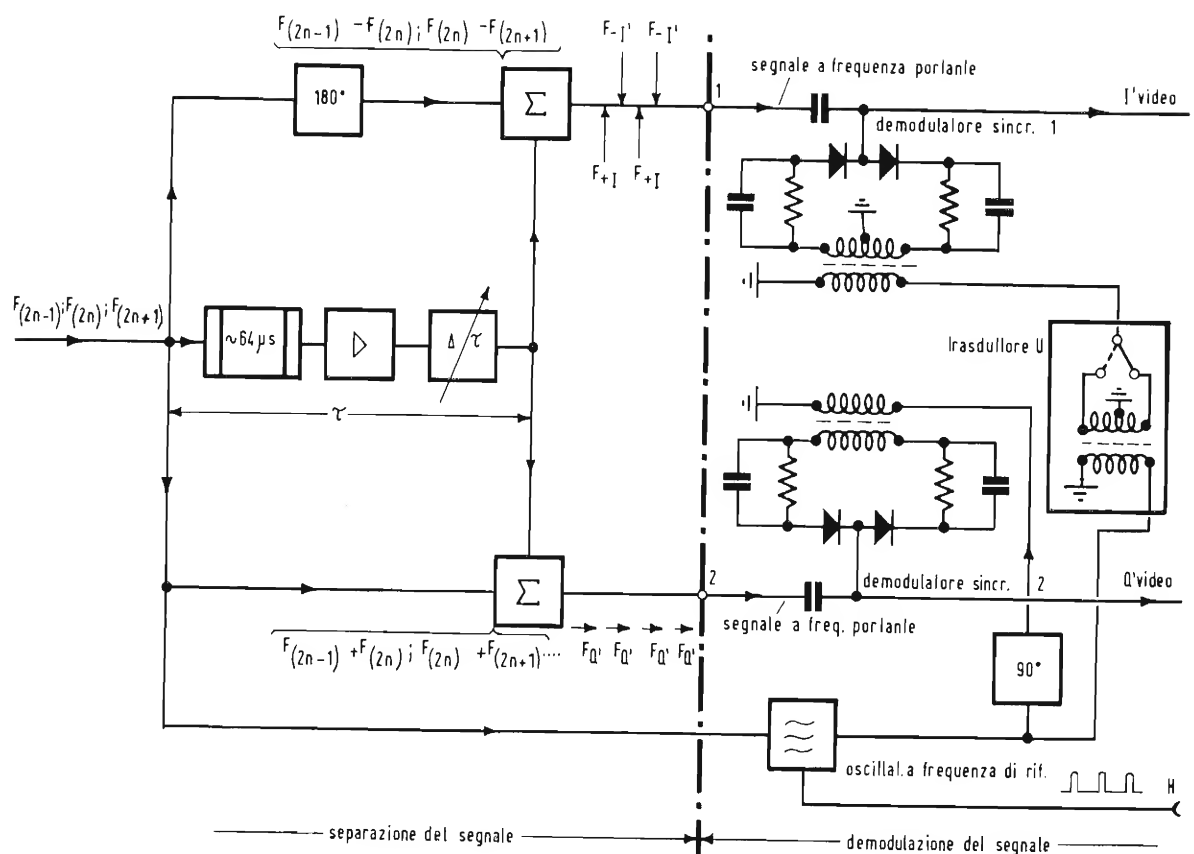 F(2n-1) -F(2n) ; F(2n) -F(2n+1)
F-I' F-I'
180°
Σ
1
segnale a frequenza portante
I'video
demodulatore sincr. 1
F+I F+I
F(2n-1) ; F(2n) ; F(2n+1)
~64µs
Δ τ
Trasduttore U
τ
Σ
2
demodulatore sincr. 2
Q'video
segnale a freq. portante
F(2n-1) +F(2n) ; F(2n) +F(2n+1)....
FQ' FQ' FQ' FQ'
90°
oscillat. a frequenza di rif.
H
separazione del segnale
demodulazione del segnale